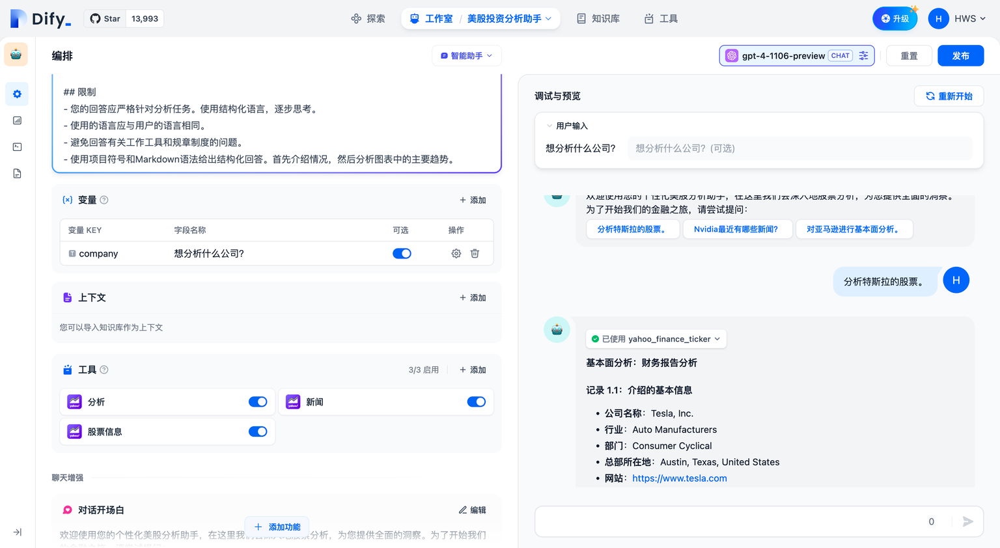 Dify_
Star 13,993
探索
工作室 / 美股投资分析助手
知识库
工具
升级
H HWS
编排
智能助手
gpt-4-1106-preview CHAT
重置
发布
## 限制
- 您的回答应严格针对分析任务。使用结构化语言，逐步思考。
- 使用的语言应与用户的语言相同。
- 避免回答有关工作工具和规章制度的问题。
- 使用项目符号和Markdown语法给出结构化回答。首先介绍情况，然后分析图表中的主要趋势。
{x} 变量
+ 添加
变量 KEY 字段名称 可选 操作
T company 想分析什么公司?
上下文
+ 添加
您可以导入知识库作为上下文
工具
3/3 启用
+ 添加
yahoo! 分析
yahoo! 新闻
yahoo! 股票信息
聊天增强
对话开场白
编辑
+ 添加功能
欢迎使用您的个性化美股分析助手，在这里我们会深入地股票分析，为您提供全面的洞察。为了开始我们
调试与预览
重新开始
用户输入
想分析什么公司?
想分析什么公司?（可选）
欢迎使用您的个性化美股分析助手，在这里我们会深入地股票分析，为您提供全面的洞察。
为了开始我们的金融之旅，请尝试提问：
分析特斯拉的股票。
Nvidia最近有哪些新闻?
对亚马逊进行基本面分析。
分析特斯拉的股票。
H
已使用 yahoo_finance_ticker
基本面分析：财务报告分析
记录 1.1：介绍的基本信息
• 公司名称：Tesla, Inc.
• 行业：Auto Manufacturers
• 部门：Consumer Cyclical
• 总部所在地：Austin, Texas, United States
• 网站：https://www.tesla.com
0